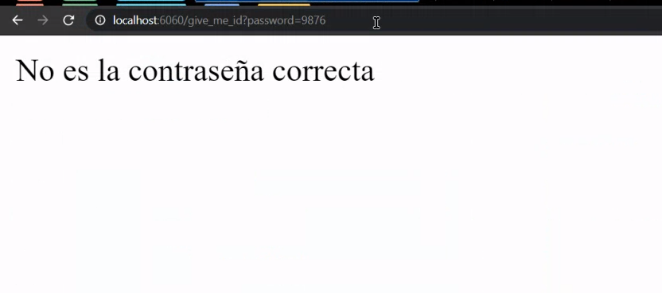 localhost:6060/give_me_id?password=9876
No es la contraseña correcta